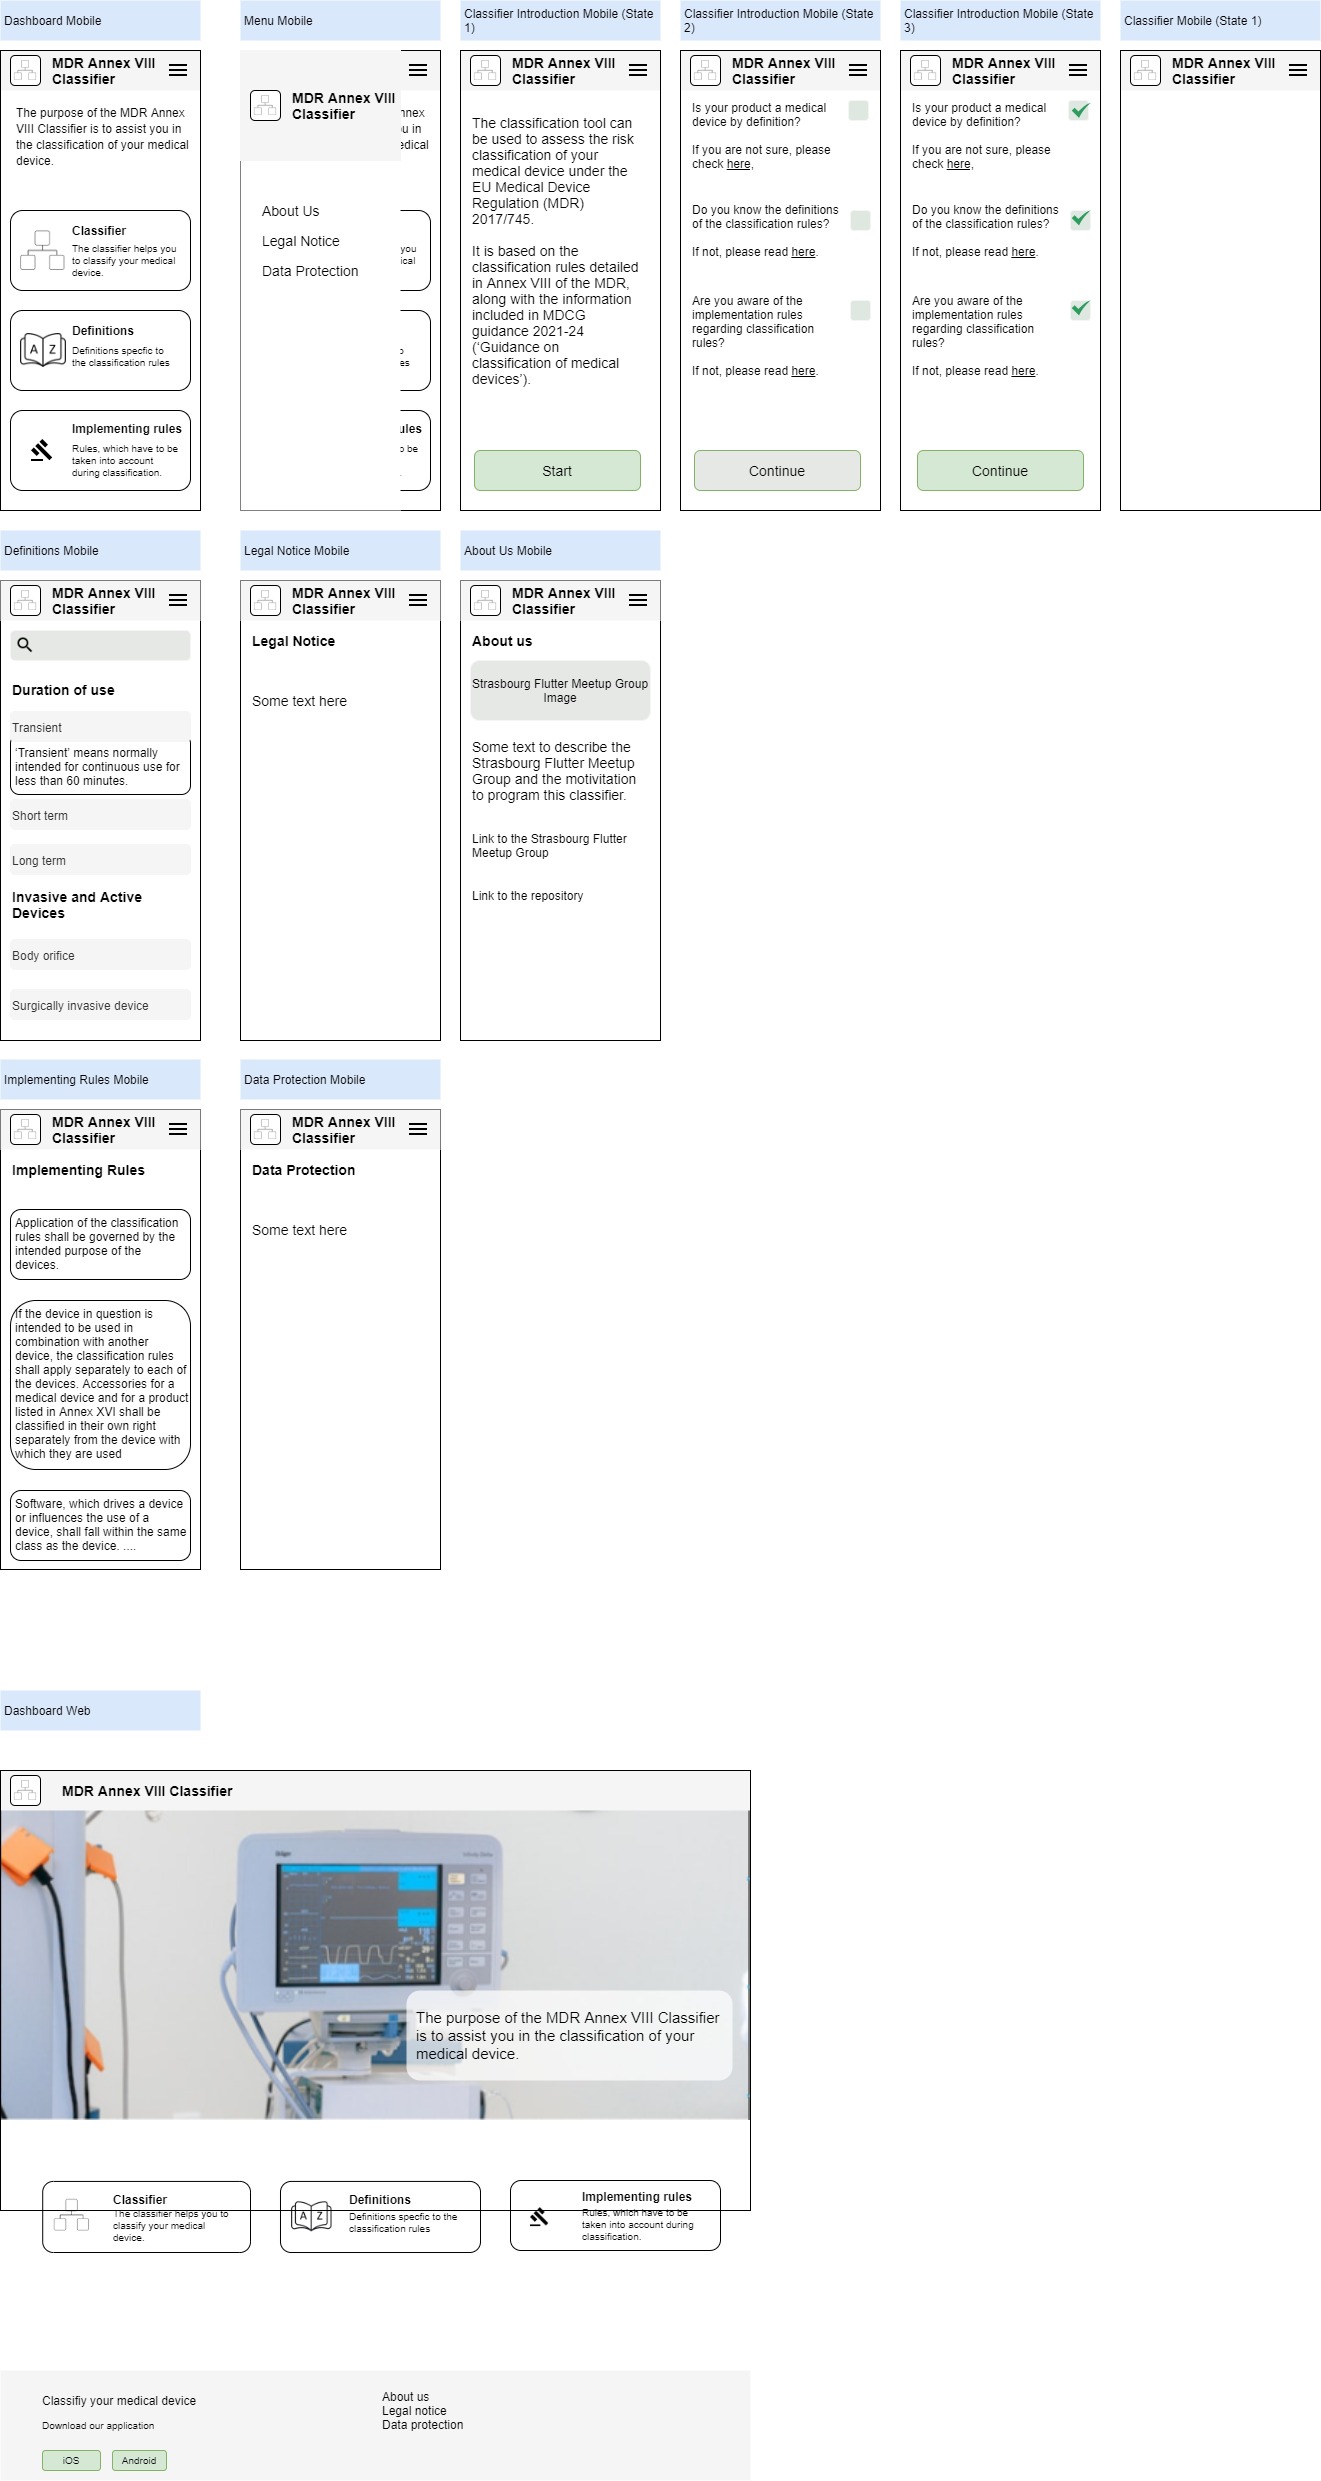 Dashboard Mobile
Menu Mobile
Classifier Introduction Mobile (State
1)
Classifier Introduction Mobile (State
2)
Classifier Introduction Mobile (State
3)
Classifier Mobile (State 1)
MDR Annex VIII
Classifier
The purpose of the MDR Annex
VIII Classifier is to assist you in
the classification of your medical
device.
Classifier
The classifier helps you
to classify your medical
device.
A Z
Definitions
Definitions specfic to
the classification rules
Implementing rules
Rules, which have to be
taken into account
during classification.
MDR Annex VIII
Classifier
nnex
u in
edical
About Us
Legal Notice
Data Protection
you
ical
o
es
ules
o be
.
MDR Annex VIII
Classifier
The classification tool can
be used to assess the risk
classification of your
medical device under the
EU Medical Device
Regulation (MDR)
2017/745.
It is based on the
classification rules detailed
in Annex VIII of the MDR,
along with the information
included in MDCG
guidance 2021-24
(‘Guidance on
classification of medical
devices’).
Start
MDR Annex VIII
Classifier
Is your product a medical
device by definition?
If you are not sure, please
check here,
Do you know the definitions
of the classification rules?
If not, please read here.
Are you aware of the
implementation rules
regarding classification
rules?
If not, please read here.
Continue
MDR Annex VIII
Classifier
Is your product a medical
device by definition?
If you are not sure, please
check here,
Do you know the definitions
of the classification rules?
If not, please read here.
Are you aware of the
implementation rules
regarding classification
rules?
If not, please read here.
Continue
MDR Annex VIII
Classifier
Definitions Mobile
Legal Notice Mobile
About Us Mobile
MDR Annex VIII
Classifier
Duration of use
Transient
‘Transient’ means normally
intended for continuous use for
less than 60 minutes.
Short term
Long term
Invasive and Active
Devices
Body orifice
Surgically invasive device
MDR Annex VIII
Classifier
Legal Notice
Some text here
MDR Annex VIII
Classifier
About us
Strasbourg Flutter Meetup Group
Image
Some text to describe the
Strasbourg Flutter Meetup
Group and the motivitation
to program this classifier.
Link to the Strasbourg Flutter
Meetup Group
Link to the repository
Implementing Rules Mobile
Data Protection Mobile
MDR Annex VIII
Classifier
Implementing Rules
Application of the classification
rules shall be governed by the
intended purpose of the
devices.
If the device in question is
intended to be used in
combination with another
device, the classification rules
shall apply separately to each of
the devices. Accessories for a
medical device and for a product
listed in Annex XVI shall be
classified in their own right
separately from the device with
which they are used
Software, which drives a device
or influences the use of a
device, shall fall within the same
class as the device. ....
MDR Annex VIII
Classifier
Data Protection
Some text here
Dashboard Web
MDR Annex VIII Classifier
Dräger
The purpose of the MDR Annex VIII Classifier
is to assist you in the classification of your
medical device.
Classifier
The classifier helps you to
classify your medical
device.
A Z
Definitions
Definitions specfic to the
classification rules
Implementing rules
Rules, which have to be
taken into account during
classification.
Classifiy your medical device
Download our application
iOS
Android
About us
Legal notice
Data protection